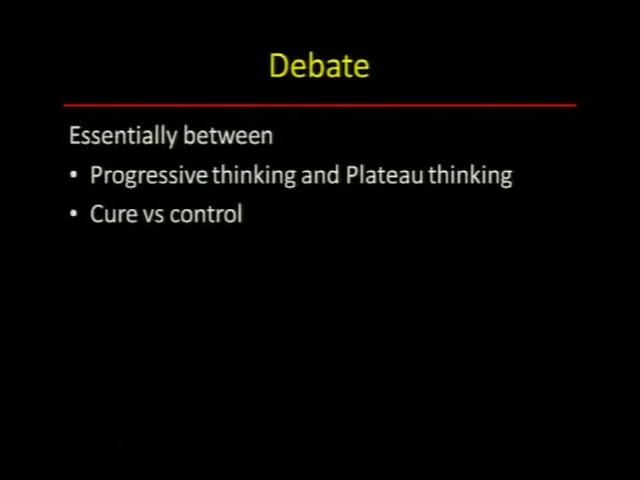 Debate
Essentially between
• Progressive thinking and Plateau thinking
• Cure vs control